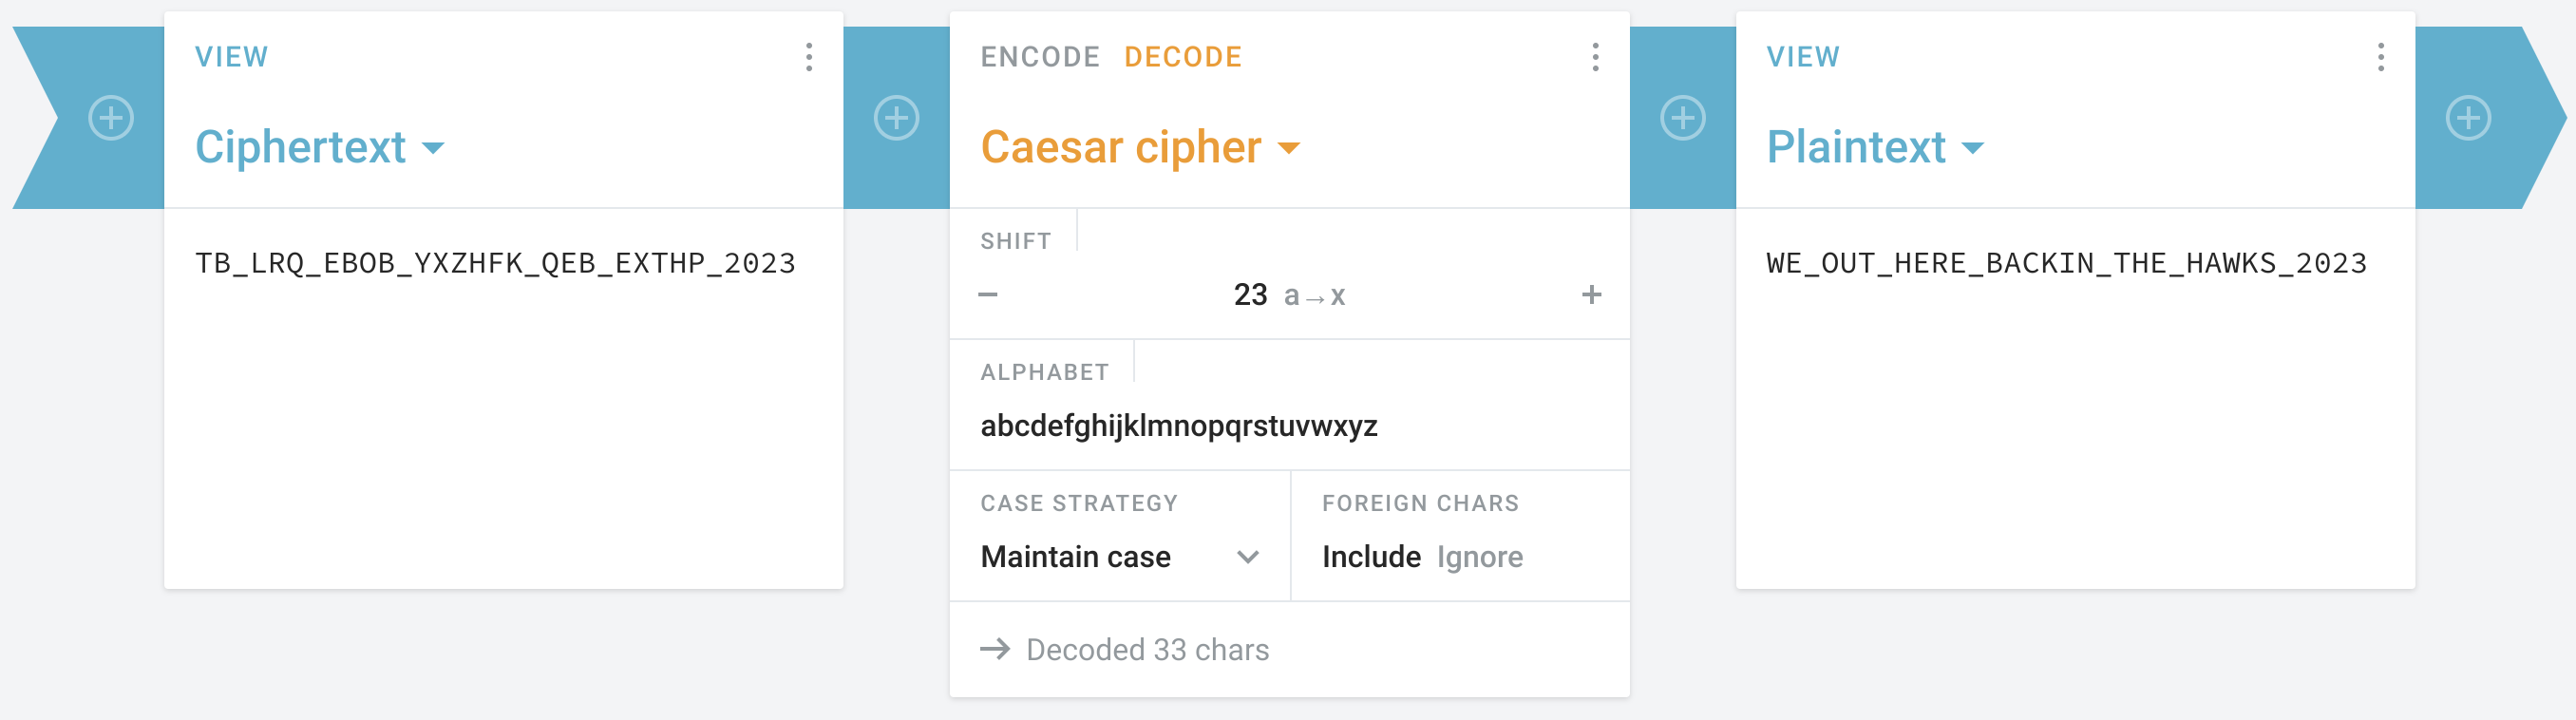 VIEW
Ciphertext
TB_LRQ_EBOB_YXZHFK_QEB_EXTHP_2023
ENCODE DECODE
Caesar cipher
SHIFT
23 a→x
ALPHABET
abcdefghijklmnopqrstuvwxyz
CASE STRATEGY
Maintain case
FOREIGN CHARS
Include Ignore
→ Decoded 33 chars
VIEW
Plaintext
WE_OUT_HERE_BACKIN_THE_HAWKS_2023